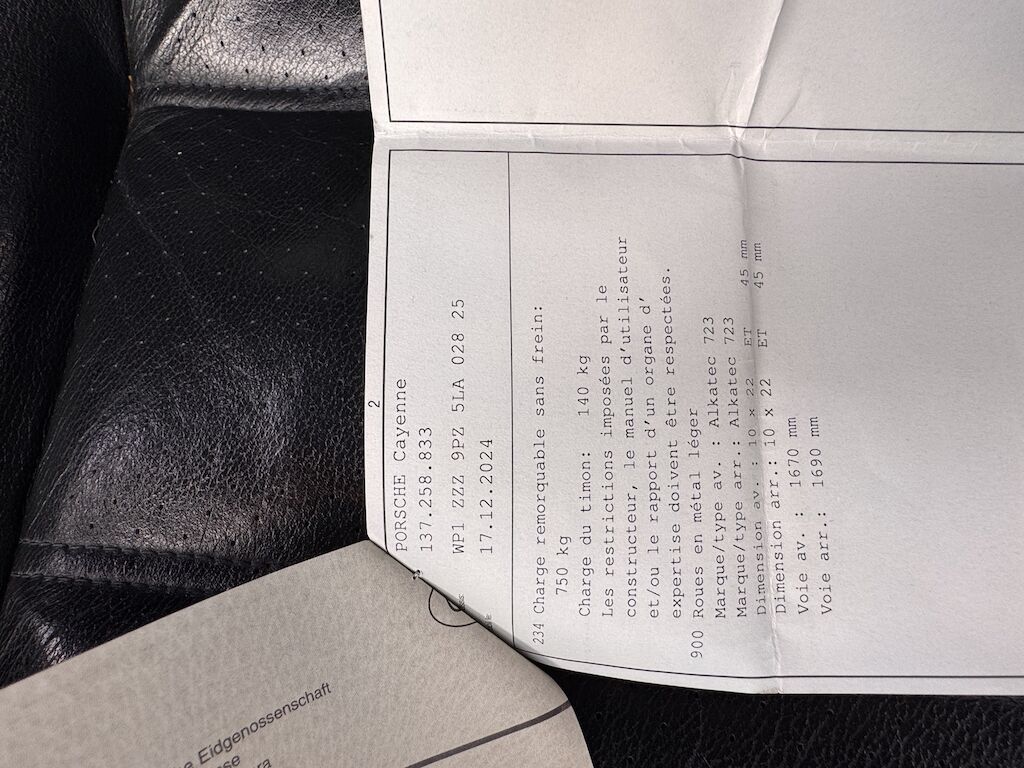 2
PORSCHE Cayenne
137.258.833
WP1 ZZZ 9PZ 5LA 028 25
17.12.2024
234 Charge remorquable sans frein:
750 kg
Charge du timon: 140 kg
Les restrictions imposées par le
constructeur, le manuel d'utilisateur
et/ou le rapport d'un organe d'
expertise doivent être respectées.
900 Roues en métal léger
Marque/type av. : Alkatec 723
Marque/type arr.: Alkatec 723
Dimension av. : 10 x 22 ET 45 mm
Dimension arr.: 10 x 22 ET 45 mm
Voie av. : 1670 mm
Voie arr.: 1690 mm
Eidgenossenschaft